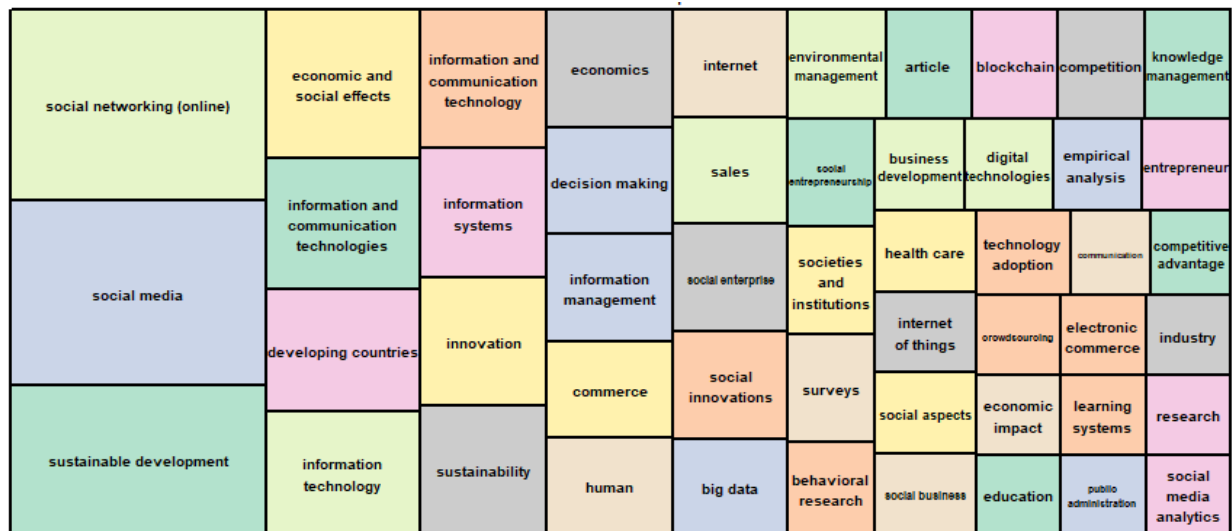 social networking (online)
social media
sustainable development
economic and
social effects
information and
communication
technologies
developing countries
information
technology
information and
communication
technology
information
systems
innovation
sustainability
economics
decision making
information
management
commerce
human
internet
sales
social enterprise
social
innovations
big data
environmental
management
article
blockchain
competition
knowledge
management
social
entrepreneurship
business
development
digital
technologies
empirical
analysis
entrepreneur
societies
and
institutions
health care
technology
adoption
communication
competitive
advantage
surveys
internet
of things
crowdsourcing
electronic
commerce
industry
behavioral
research
social aspects
economic
impact
learning
systems
research
social business
education
public
administration
social
media
analytics